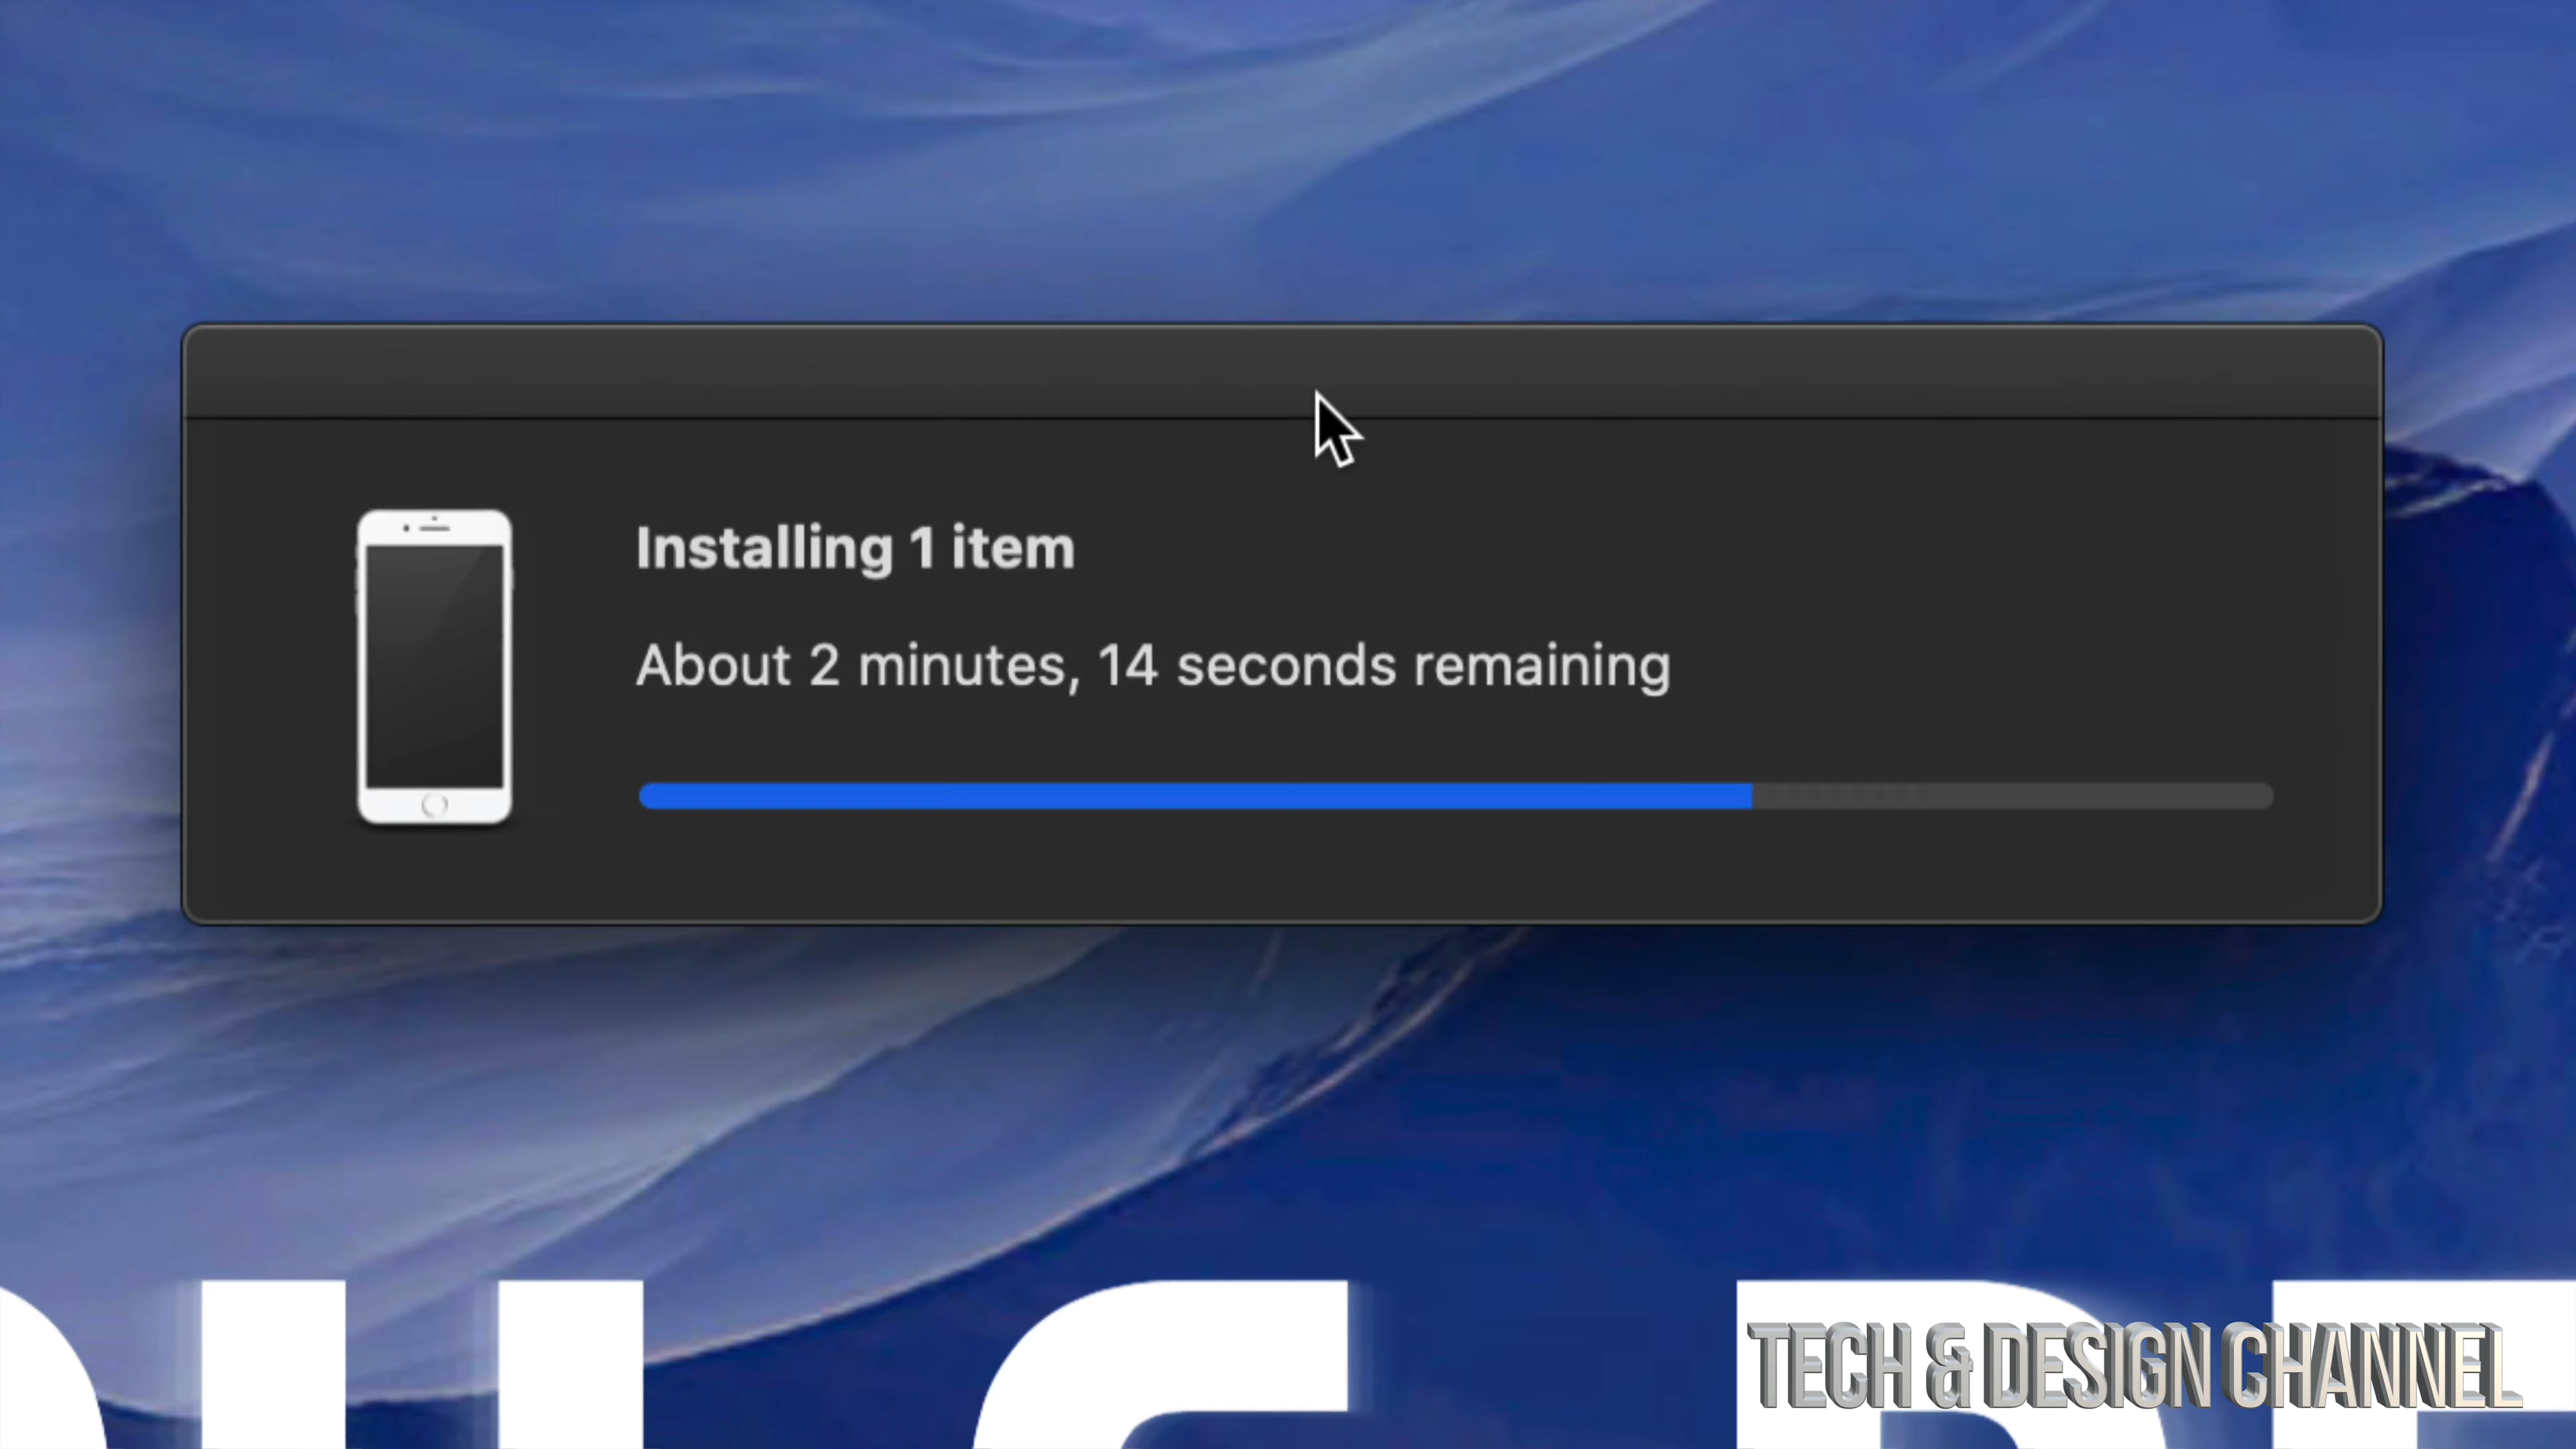 Installing 1 item
About 2 minutes, 14 seconds remaining
TECH & DESIGN CHANNEL